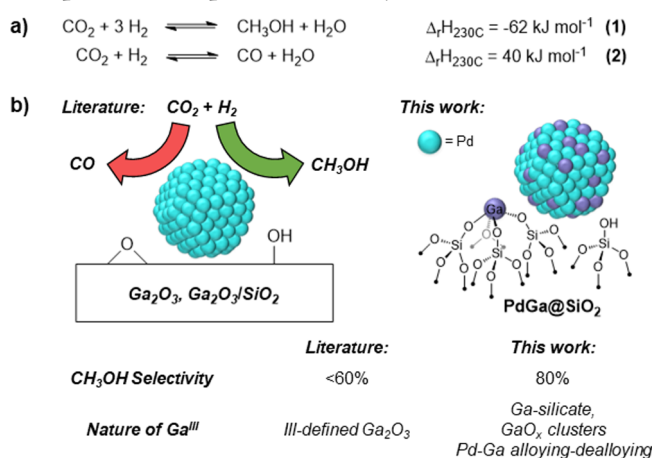 a) CO₂ + 3 H₂ ⇌ CH₃OH + H₂O ΔᵣH₂₃₀C = -62 kJ mol⁻¹ (1)
CO₂ + H₂ ⇌ CO + H₂O ΔᵣH₂₃₀C = 40 kJ mol⁻¹ (2)
b) Literature: CO₂ + H₂ This work:
= Pd
CO CH₃OH
Ga
O O O O OH
O OH Si Si Si Si
O O O O O O O O O
Ga₂O₃, Ga₂O₃/SiO₂
PdGa@SiO₂
Literature: This work:
CH₃OH Selectivity <60% 80%
Ga-silicate,
Nature of Gaᴵᴵᴵ Ill-defined Ga₂O₃ GaOₓ clusters
Pd-Ga alloying-dealloying